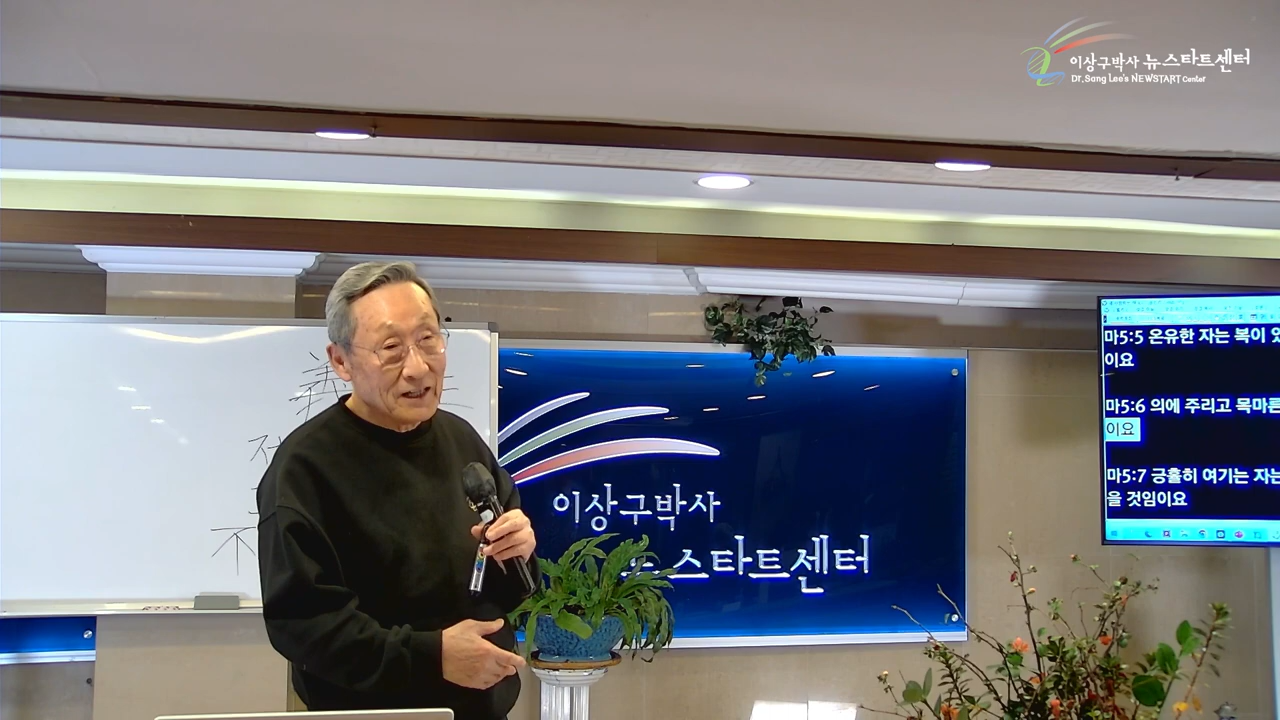 이상구박사 뉴스타트센터
Dr. Sang Lee's NEWSTART Center
마5:5 온유한 자는 복이 있
이요
마5:6 의에 주리고 목마른
이요
마5:7 긍휼히 여기는 자는
을 것임이요
이상구박사
뉴스타트센터